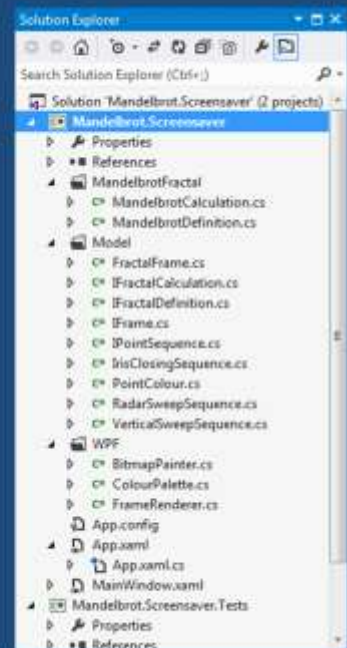 Solution Explorer
Search Solution Explorer (Ctrl+;)
Solution 'Mandelbrot.Screensaver' (2 projects)
Mandelbrot.Screensaver
Properties
References
MandelbrotFractal
MandelbrotCalculation.cs
MandelbrotDefinition.cs
Model
FractalFrame.cs
IFractalCalculation.cs
IFractalDefinition.cs
IFrame.cs
IPointSequence.cs
IrisClosingSequence.cs
PointColour.cs
RadarSweepSequence.cs
VerticalSweepSequence.cs
WPF
BitmapPainter.cs
ColourPalette.cs
FrameRenderer.cs
App.config
App.xaml
App.xaml.cs
MainWindow.xaml
Mandelbrot.Screensaver.Tests
Properties
References